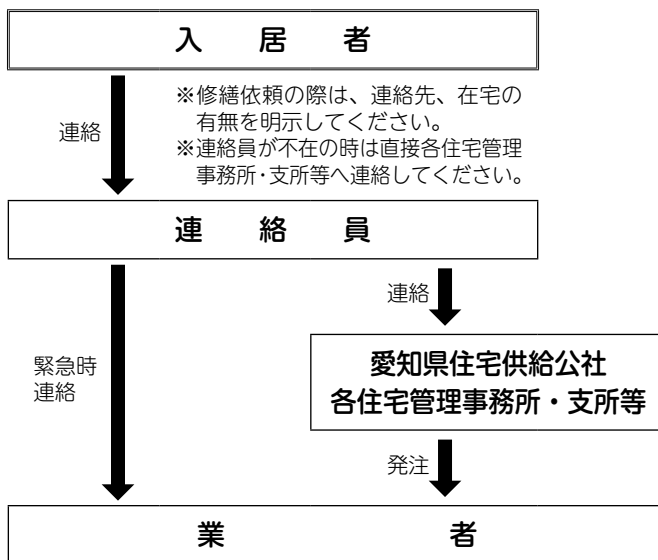 入居者
連絡
※修繕依頼の際は、連絡先、在宅の
有無を明示してください。
※連絡員が不在の時は直接各住宅管理
事務所・支所等へ連絡してください。
連絡員
連絡
緊急時
連絡
愛知県住宅供給公社
各住宅管理事務所・支所等
発注
業者